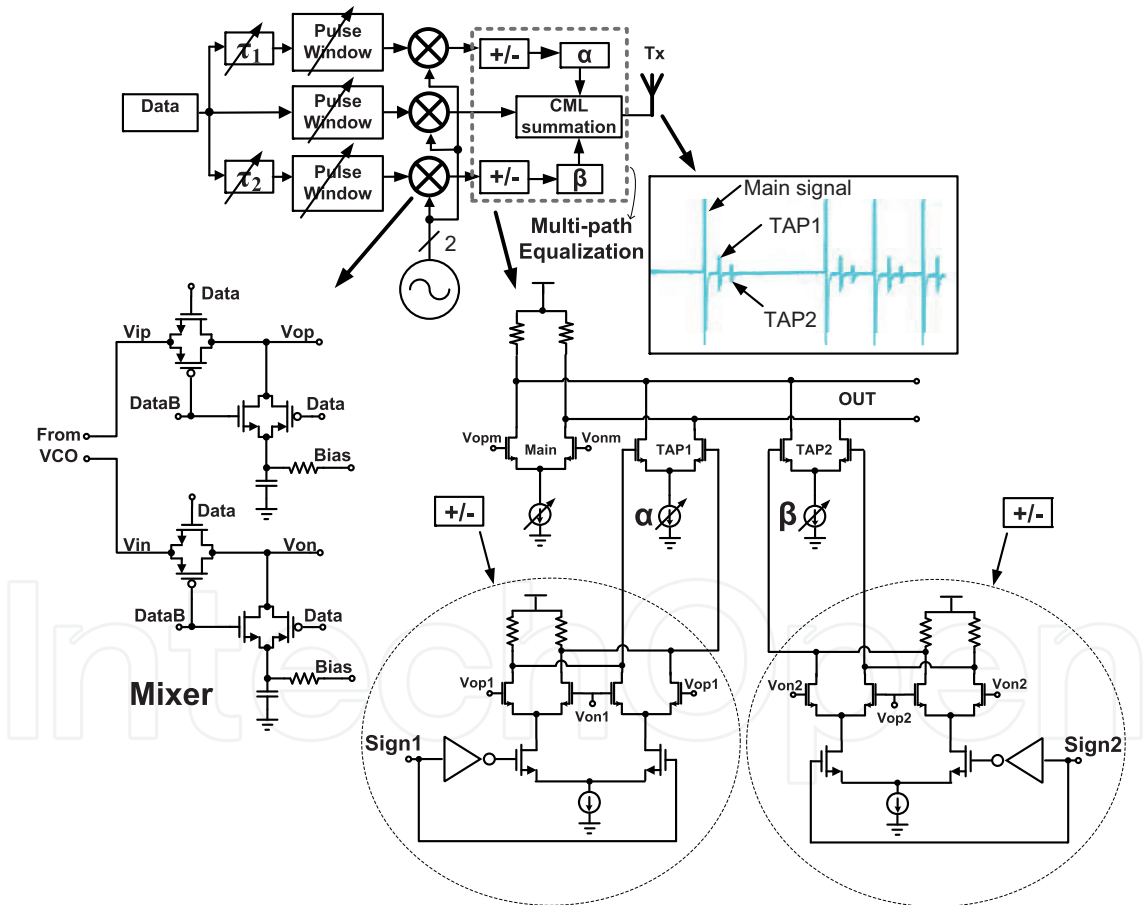 Data
τ1
Pulse
Window
+/-
α
Pulse
Window
CML
summation
Tx
τ2
Pulse
Window
+/-
β
2
Multi-path
Equalization
Main signal
TAP1
TAP2
Data
Vip
Vop
DataB
Data
From
VCO
Bias
Data
Vin
Von
DataB
Data
Bias
Mixer
OUT
Vopm
Main
Vonm
TAP1
TAP2
α
β
+/-
+/-
Vop1
Von1
Vop1
Sign1
Von2
Vop2
Von2
Sign2
IntechOpen